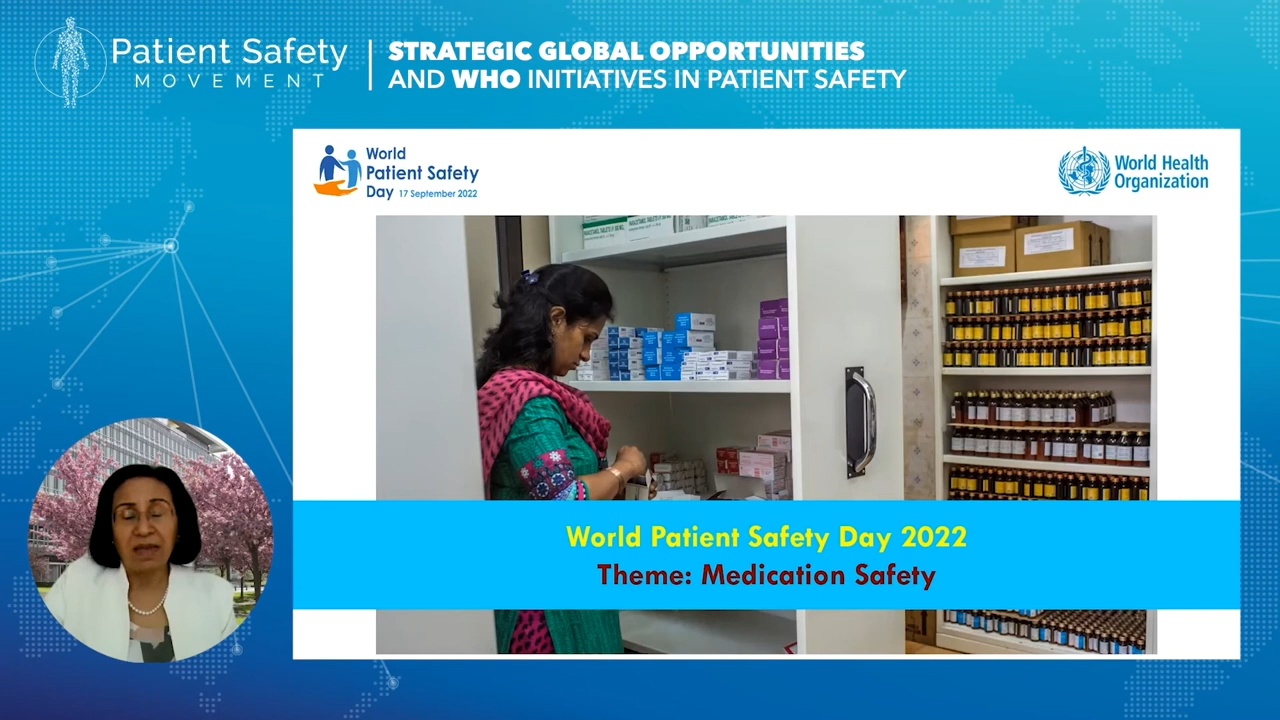 Patient Safety
MOVEMENT
STRATEGIC GLOBAL OPPORTUNITIES
AND WHO INITIATIVES IN PATIENT SAFETY
World
Patient Safety
Day 17 September 2022
World Health
Organization
World Patient Safety Day 2022
Theme: Medication Safety